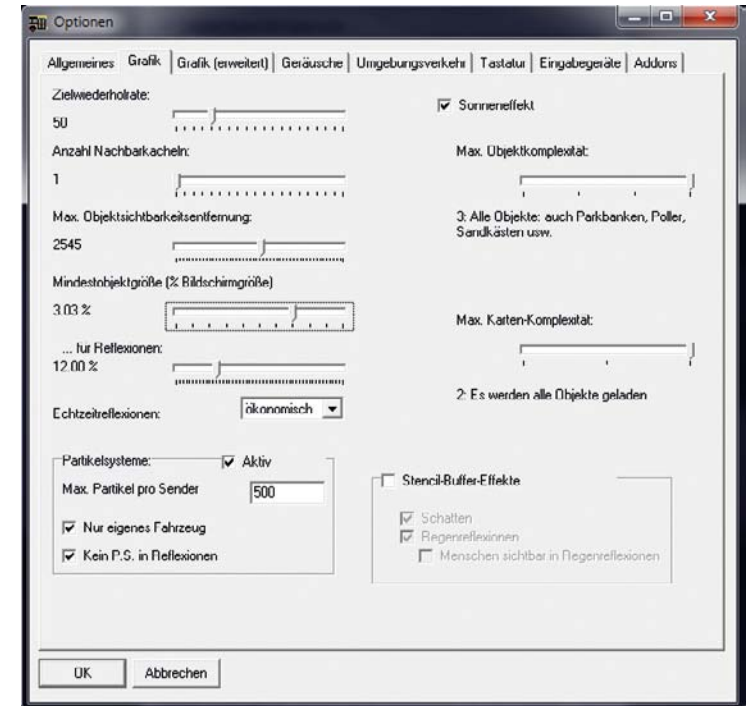 Optionen
Allgemeines Grafik Grafik (erweitert) Geräusche Umgebungsverkehr Tastatur Eingabegeräte Addons
Zielwiederholrate:
50
Anzahl Nachbarkacheln:
1
Max. Objektsichtbarkeitsentfernung:
2545
Mindestobjektgröße (% Bildschirmgröße)
3.03 %
... für Reflexionen:
12.00 %
Echtzeitreflexionen:
ökonomisch
Partikelsysteme:
Aktiv
Max. Partikel pro Sender
500
Nur eigenes Fahrzeug
Kein P.S. in Reflexionen
Sonneneffekt
Max. Objektkomplexität:
3: Alle Objekte: auch Parkbänken, Poller,
Sandkästen usw.
Max. Karten-Komplexität:
2: Es werden alle Objekte geladen
Stencil-Buffer-Effekte
Schatten
Regenreflexionen
Menschen sichtbar in Regenreflexionen
OK
Abbrechen